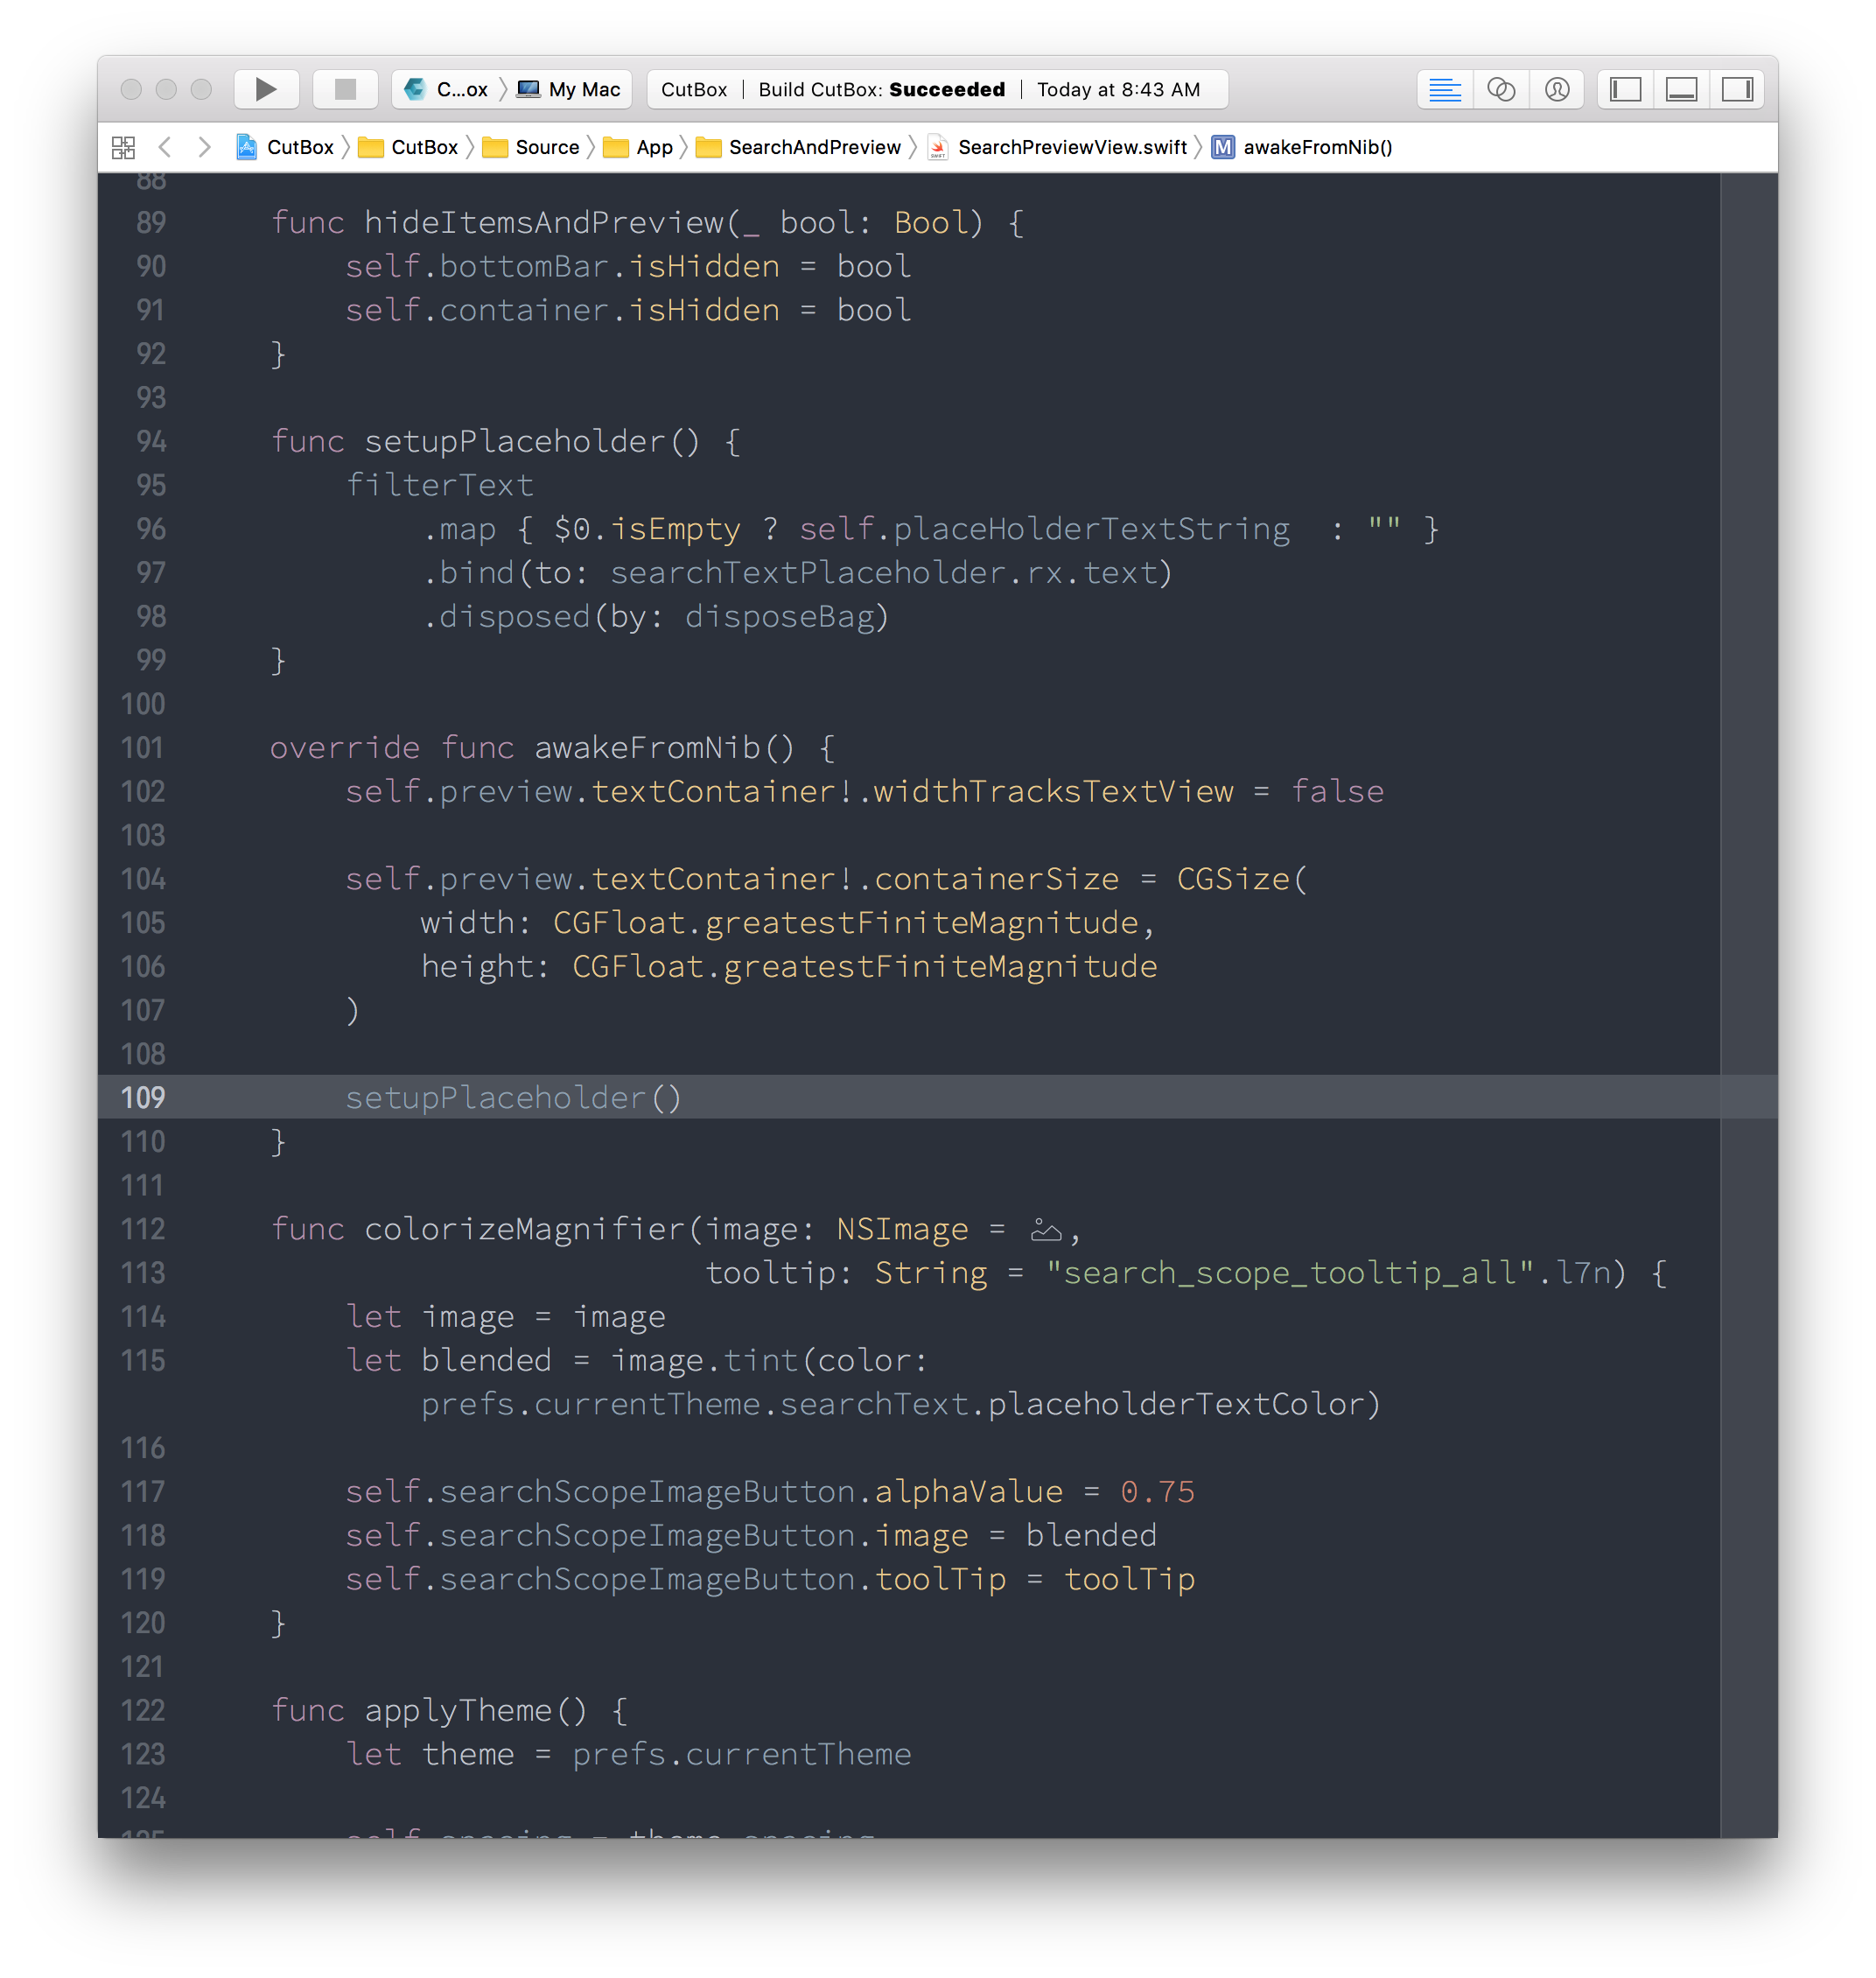 C...ox My Mac CutBox | Build CutBox: Succeeded | Today at 8:43 AM
CutBox CutBox Source App SearchAndPreview SearchPreviewView.swift M awakeFromNib()
88
89 func hideItemsAndPreview(_ bool: Bool) {
90 self.bottomBar.isHidden = bool
91 self.container.isHidden = bool
92 }
93
94 func setupPlaceholder() {
95 filterText
96 .map { $0.isEmpty ? self.placeHolderTextString  : "" }
97 .bind(to: searchTextPlaceholder.rx.text)
98 .disposed(by: disposeBag)
99 }
100
101 override func awakeFromNib() {
102 self.preview.textContainer!.widthTracksTextView = false
103
104 self.preview.textContainer!.containerSize = CGSize(
105 width: CGFloat.greatestFiniteMagnitude,
106 height: CGFloat.greatestFiniteMagnitude
107 )
108
109 setupPlaceholder()
110 }
111
112 func colorizeMagnifier(image: NSImage = ,
113 tooltip: String = "search_scope_tooltip_all".l7n) {
114 let image = image
115 let blended = image.tint(color:
prefs.currentTheme.searchText.placeholderTextColor)
116
117 self.searchScopeImageButton.alphaValue = 0.75
118 self.searchScopeImageButton.image = blended
119 self.searchScopeImageButton.toolTip = toolTip
120 }
121
122 func applyTheme() {
123 let theme = prefs.currentTheme
124
125 self.spacing = theme.spacing